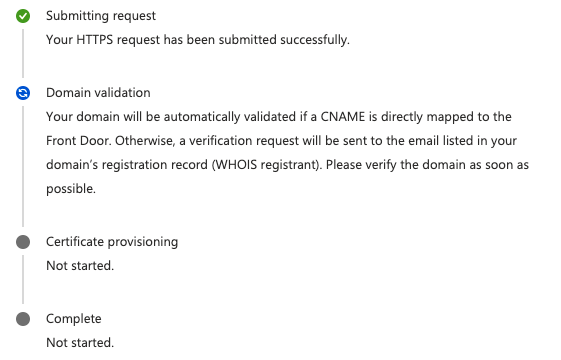 Submitting request
Your HTTPS request has been submitted successfully.
Domain validation
Your domain will be automatically validated if a CNAME is directly mapped to the
Front Door. Otherwise, a verification request will be sent to the email listed in your
domain’s registration record (WHOIS registrant). Please verify the domain as soon as
possible.
Certificate provisioning
Not started.
Complete
Not started.